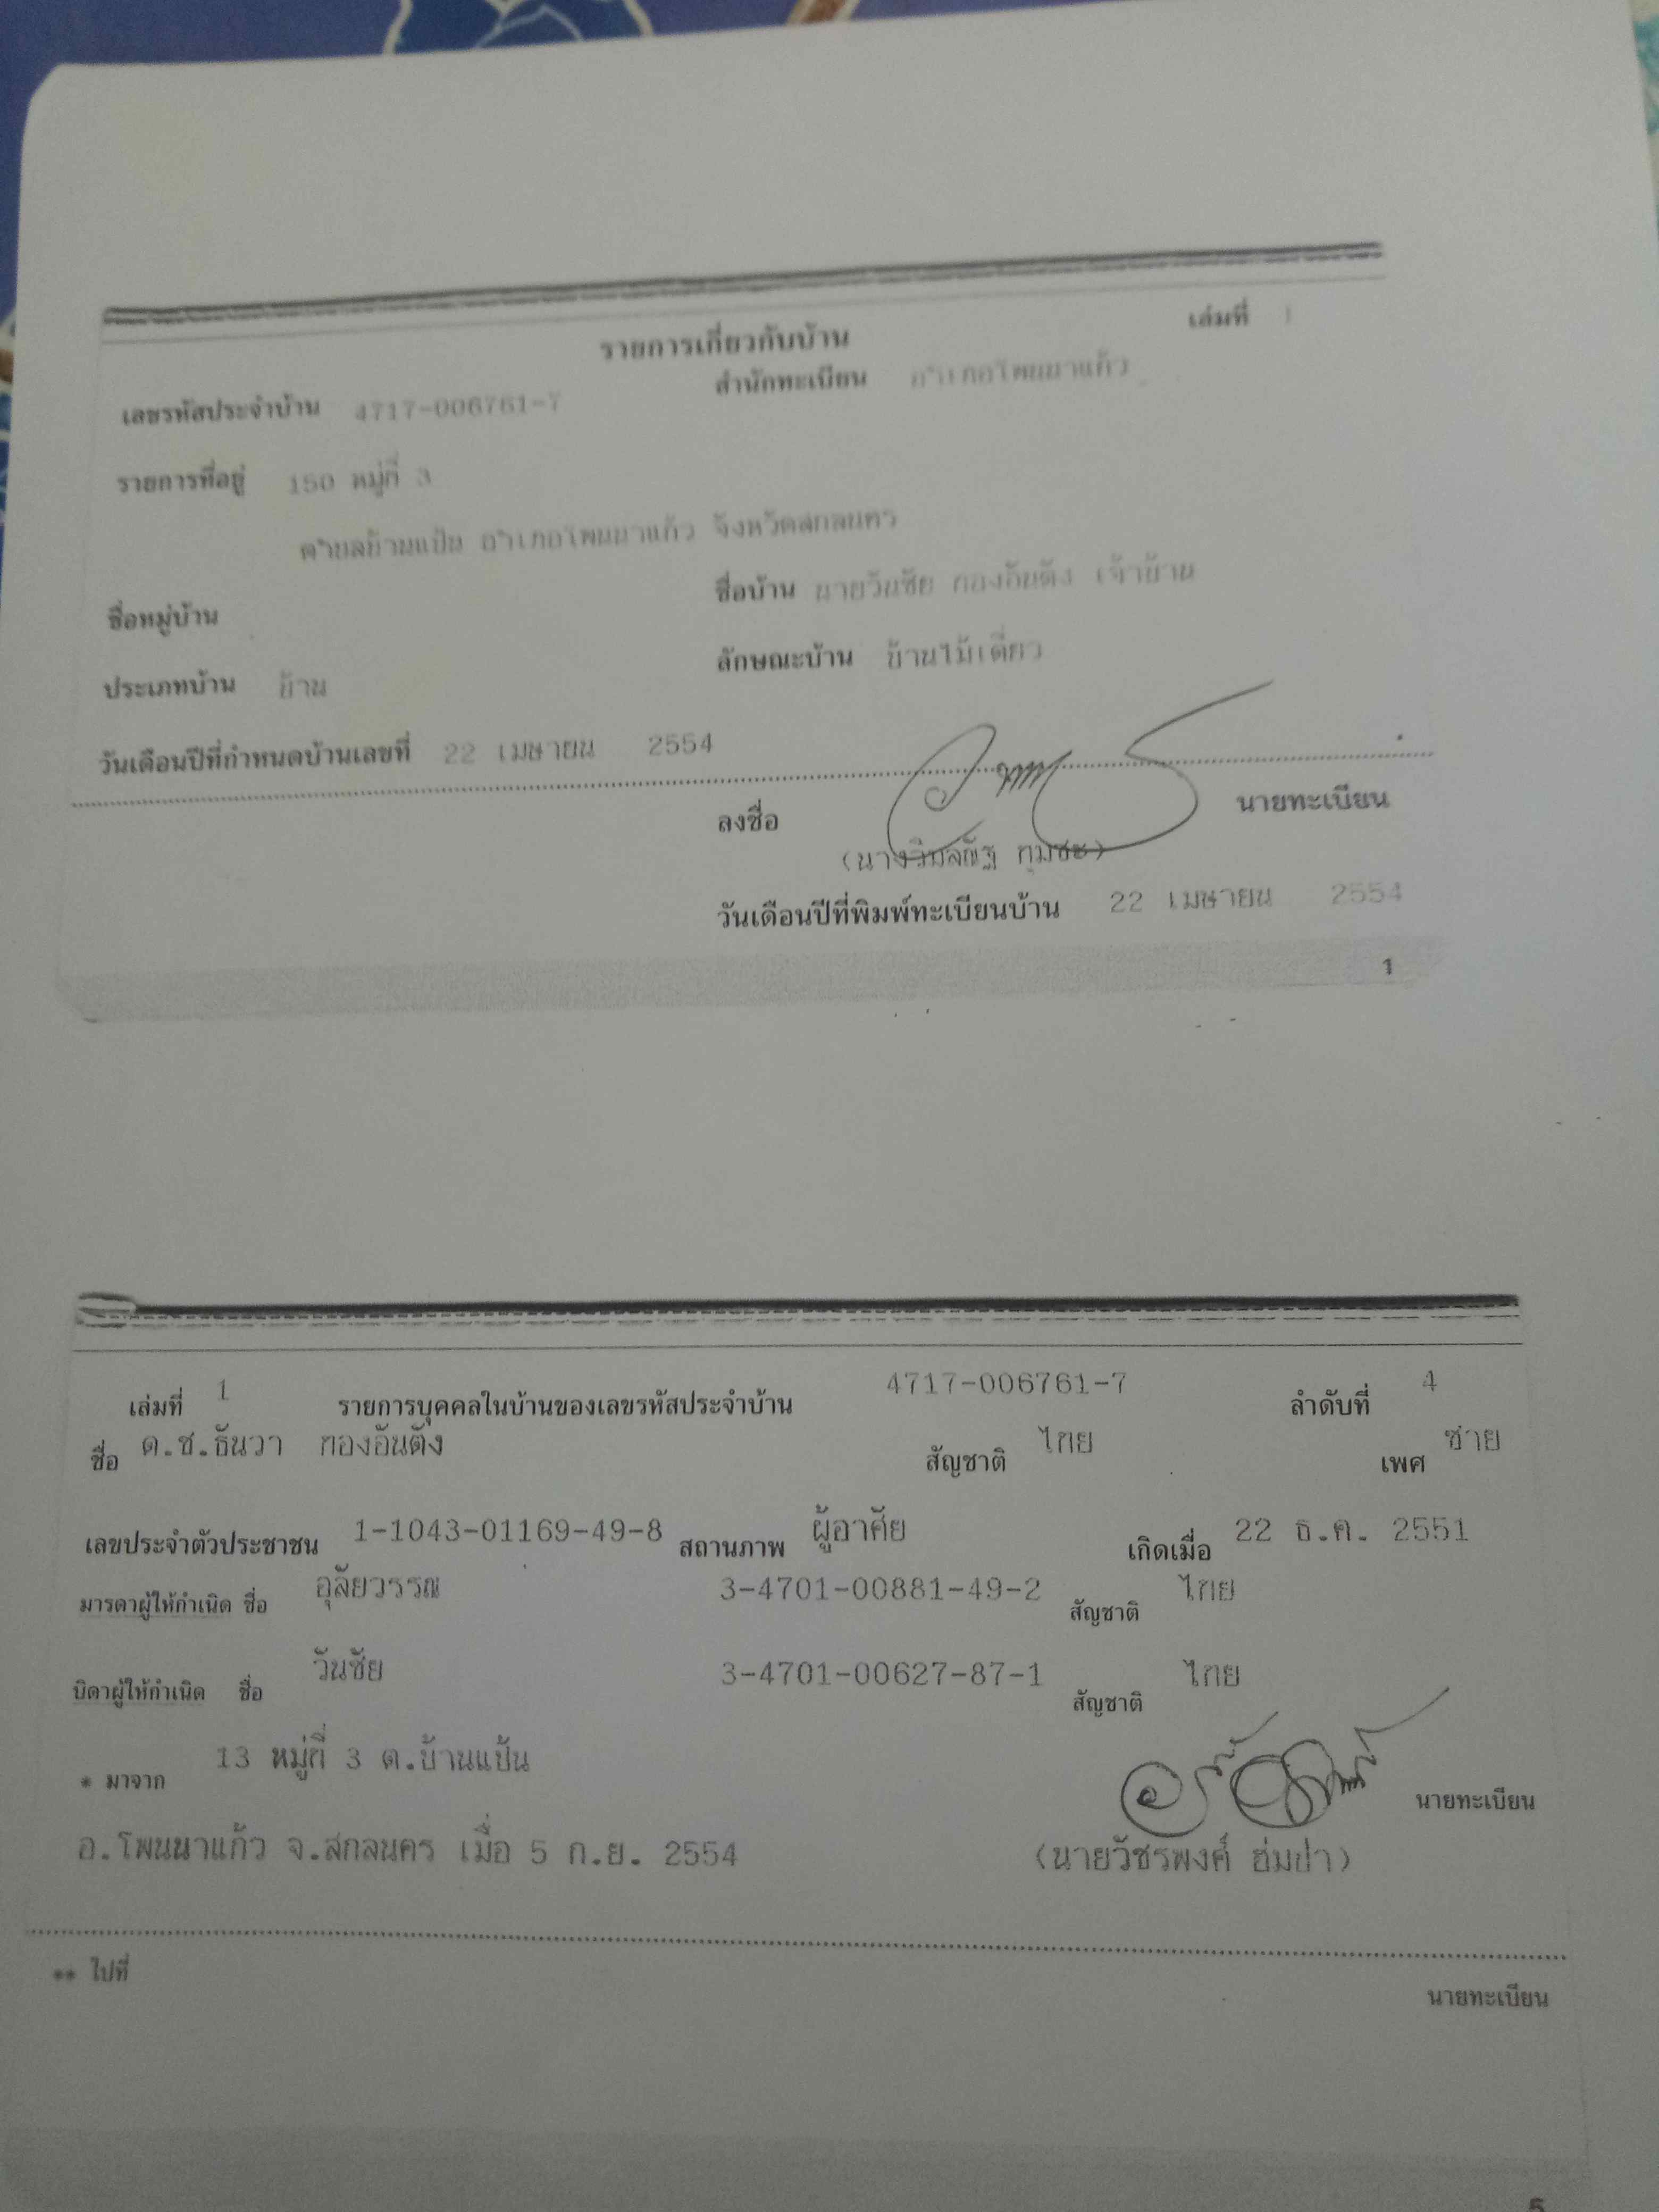 เล่มที่ 1
รายการเกี่ยวกับบ้าน
เลขรหัสประจำบ้าน 4717-006761-7 สำนักทะเบียน อำเภอโพนนาแก้ว
รายการที่อยู่ 150 หมู่ที่ 3
ตำบลบ้านแป้น อำเภอโพนนาแก้ว จังหวัดสกลนคร
ชื่อหมู่บ้าน ชื่อบ้าน นายวันชัย ทองอันตัง เจ้าบ้าน
ประเภทบ้าน บ้าน ลักษณะบ้าน บ้านไม้เดี่ยว
วันเดือนปีที่กำหนดบ้านเลขที่ 22 เมษายน 2554
ลงชื่อ นายทะเบียน
วันเดือนปีที่พิมพ์ทะเบียนบ้าน 22 เมษายน 2554
1
เล่มที่ 1 รายการบุคคลในบ้านของเลขรหัสประจำบ้าน 4717-006761-7 ลำดับที่ 4
ชื่อ ด.ช.ธันวา ทองอันตัง สัญชาติ ไทย เพศ ชาย
เลขประจำตัวประชาชน 1-1043-01169-49-8 สถานภาพ ผู้อาศัย เกิดเมื่อ 22 ธ.ค. 2551
มารดาผู้ให้กำเนิด ชื่อ อุลัยวรรณ 3-4701-00881-49-2 สัญชาติ ไทย
บิดาผู้ให้กำเนิด ชื่อ วันชัย 3-4701-00627-87-1 สัญชาติ ไทย
* มาจาก 13 หมู่ที่ 3 ต.บ้านแป้น
นายทะเบียน
อ.โพนนาแก้ว จ.สกลนคร เมื่อ 5 ก.ย. 2554 (นายวัชรพงศ์ ฮ่มป่า)
** ไปที่
นายทะเบียน
5